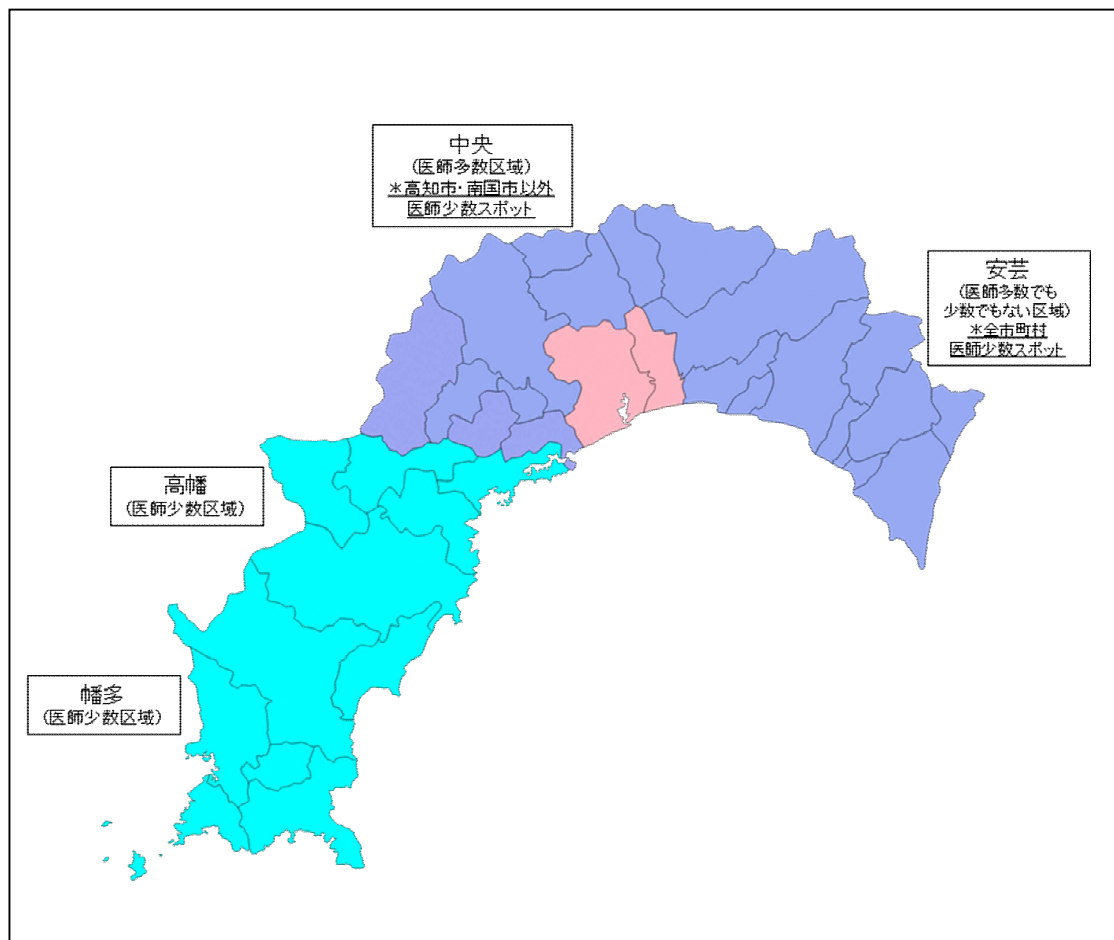 中央
(医師多数区域)
*高知市・南国市以外
医師少数スポット
安芸
(医師多数でも
少数でもない区域)
*全市町村
医師少数スポット
高幡
(医師少数区域)
幡多
(医師少数区域)